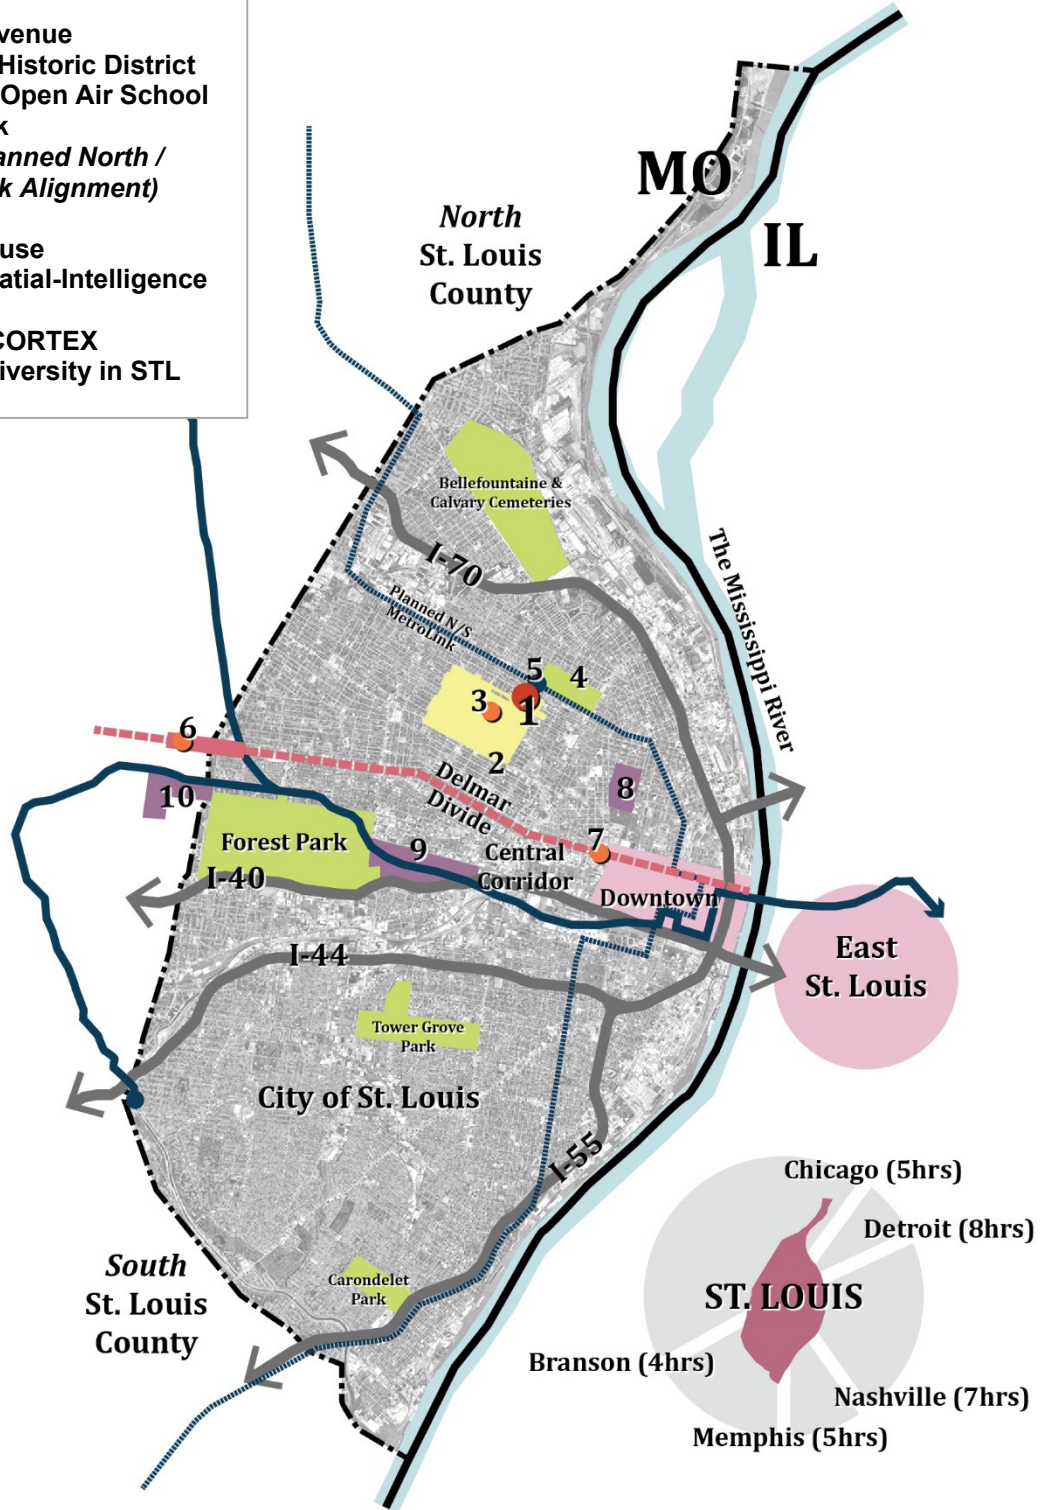 venue
Historic District
Open Air School
k
anned North /
k Alignment)
use
atial-Intelligence
CORTEX
iversity in STL
MO
IL
North
St. Louis
County
Bellefountaine &
Calvary Cemeteries
I-70
The Mississippi River
Planned N/S
MetroLink
5
4
3
1
2
6
Delmar
Divide
8
10
7
Forest Park
9
Central
Corridor
I-40
Downtown
I-44
East
St. Louis
Tower Grove
Park
City of St. Louis
I-55
Chicago (5hrs)
Detroit (8hrs)
South
St. Louis
County
Carondelet
Park
ST. LOUIS
Branson (4hrs)
Nashville (7hrs)
Memphis (5hrs)